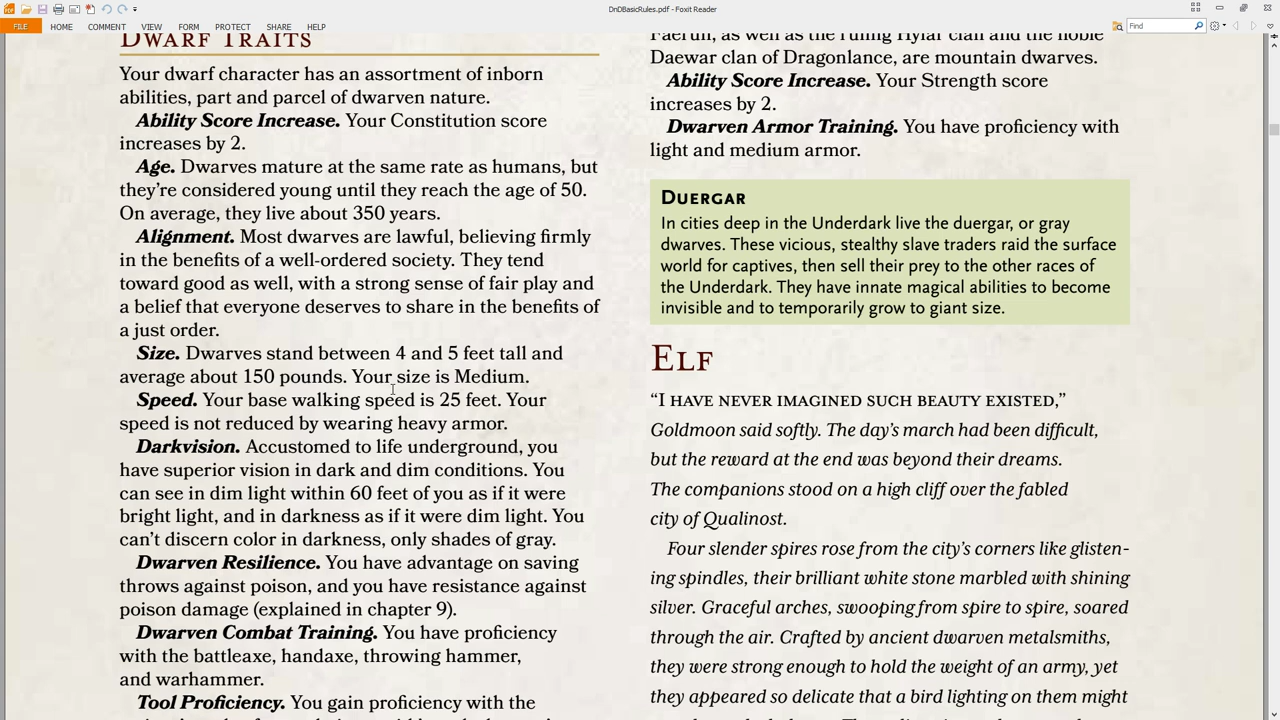 DnDBasicRules.pdf - Foxit Reader
FILE HOME COMMENT VIEW FORM PROTECT SHARE HELP
Find
DWARF TRAITS
Your dwarf character has an assortment of inborn
abilities, part and parcel of dwarven nature.
Ability Score Increase. Your Constitution score
increases by 2.
Age. Dwarves mature at the same rate as humans, but
they're considered young until they reach the age of 50.
On average, they live about 350 years.
Alignment. Most dwarves are lawful, believing firmly
in the benefits of a well-ordered society. They tend
toward good as well, with a strong sense of fair play and
a belief that everyone deserves to share in the benefits of
a just order.
Size. Dwarves stand between 4 and 5 feet tall and
average about 150 pounds. Your size is Medium.
Speed. Your base walking speed is 25 feet. Your
speed is not reduced by wearing heavy armor.
Darkvision. Accustomed to life underground, you
have superior vision in dark and dim conditions. You
can see in dim light within 60 feet of you as if it were
bright light, and in darkness as if it were dim light. You
can't discern color in darkness, only shades of gray.
Dwarven Resilience. You have advantage on saving
throws against poison, and you have resistance against
poison damage (explained in chapter 9).
Dwarven Combat Training. You have proficiency
with the battleaxe, handaxe, throwing hammer,
and warhammer.
Tool Proficiency. You gain proficiency with the
Faerûn, as well as the ruling Hylar clan and the noble
Daewar clan of Dragonlance, are mountain dwarves.
Ability Score Increase. Your Strength score
increases by 2.
Dwarven Armor Training. You have proficiency with
light and medium armor.
DUERGAR
In cities deep in the Underdark live the duergar, or gray
dwarves. These vicious, stealthy slave traders raid the surface
world for captives, then sell their prey to the other races of
the Underdark. They have innate magical abilities to become
invisible and to temporarily grow to giant size.
ELF
“I HAVE NEVER IMAGINED SUCH BEAUTY EXISTED,”
Goldmoon said softly. The day's march had been difficult,
but the reward at the end was beyond their dreams.
The companions stood on a high cliff over the fabled
city of Qualinost.
Four slender spires rose from the city's corners like glisten-
ing spindles, their brilliant white stone marbled with shining
silver. Graceful arches, swooping from spire to spire, soared
through the air. Crafted by ancient dwarven metalsmiths,
they were strong enough to hold the weight of an army, yet
they appeared so delicate that a bird lighting on them might